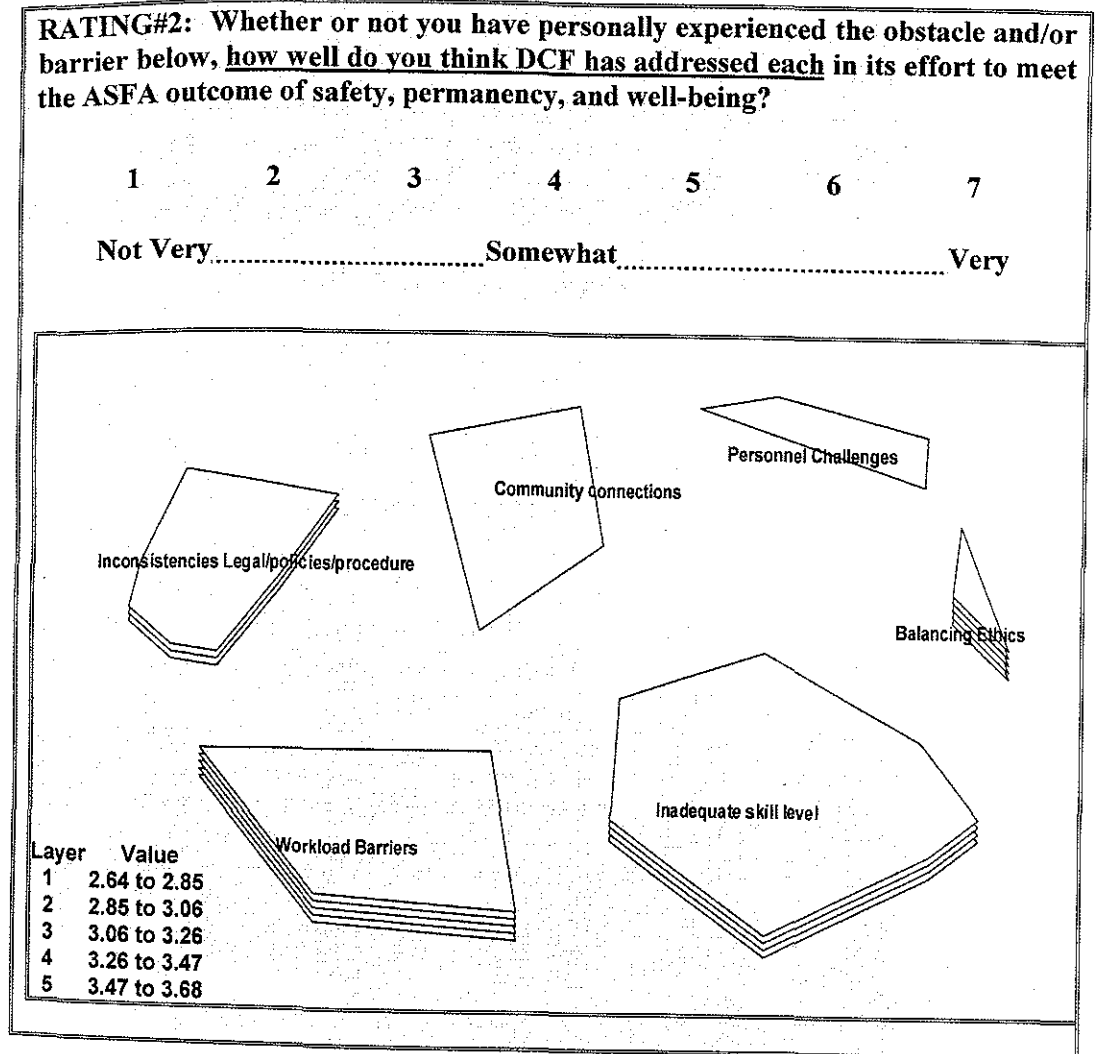 RATING#2: Whether or not you have personally experienced the obstacle and/or
barrier below, how well do you think DCF has addressed each in its effort to meet
the ASFA outcome of safety, permanency, and well-being?
1 2 3 4 5 6 7
Not Very Somewhat Very
Personnel Challenges
Community connections
Inconsistencies Legal/policies/procedure
Balancing Ethics
Inadequate skill level
Workload Barriers
Layer Value
1 2.64 to 2.85
2 2.85 to 3.06
3 3.06 to 3.26
4 3.26 to 3.47
5 3.47 to 3.68